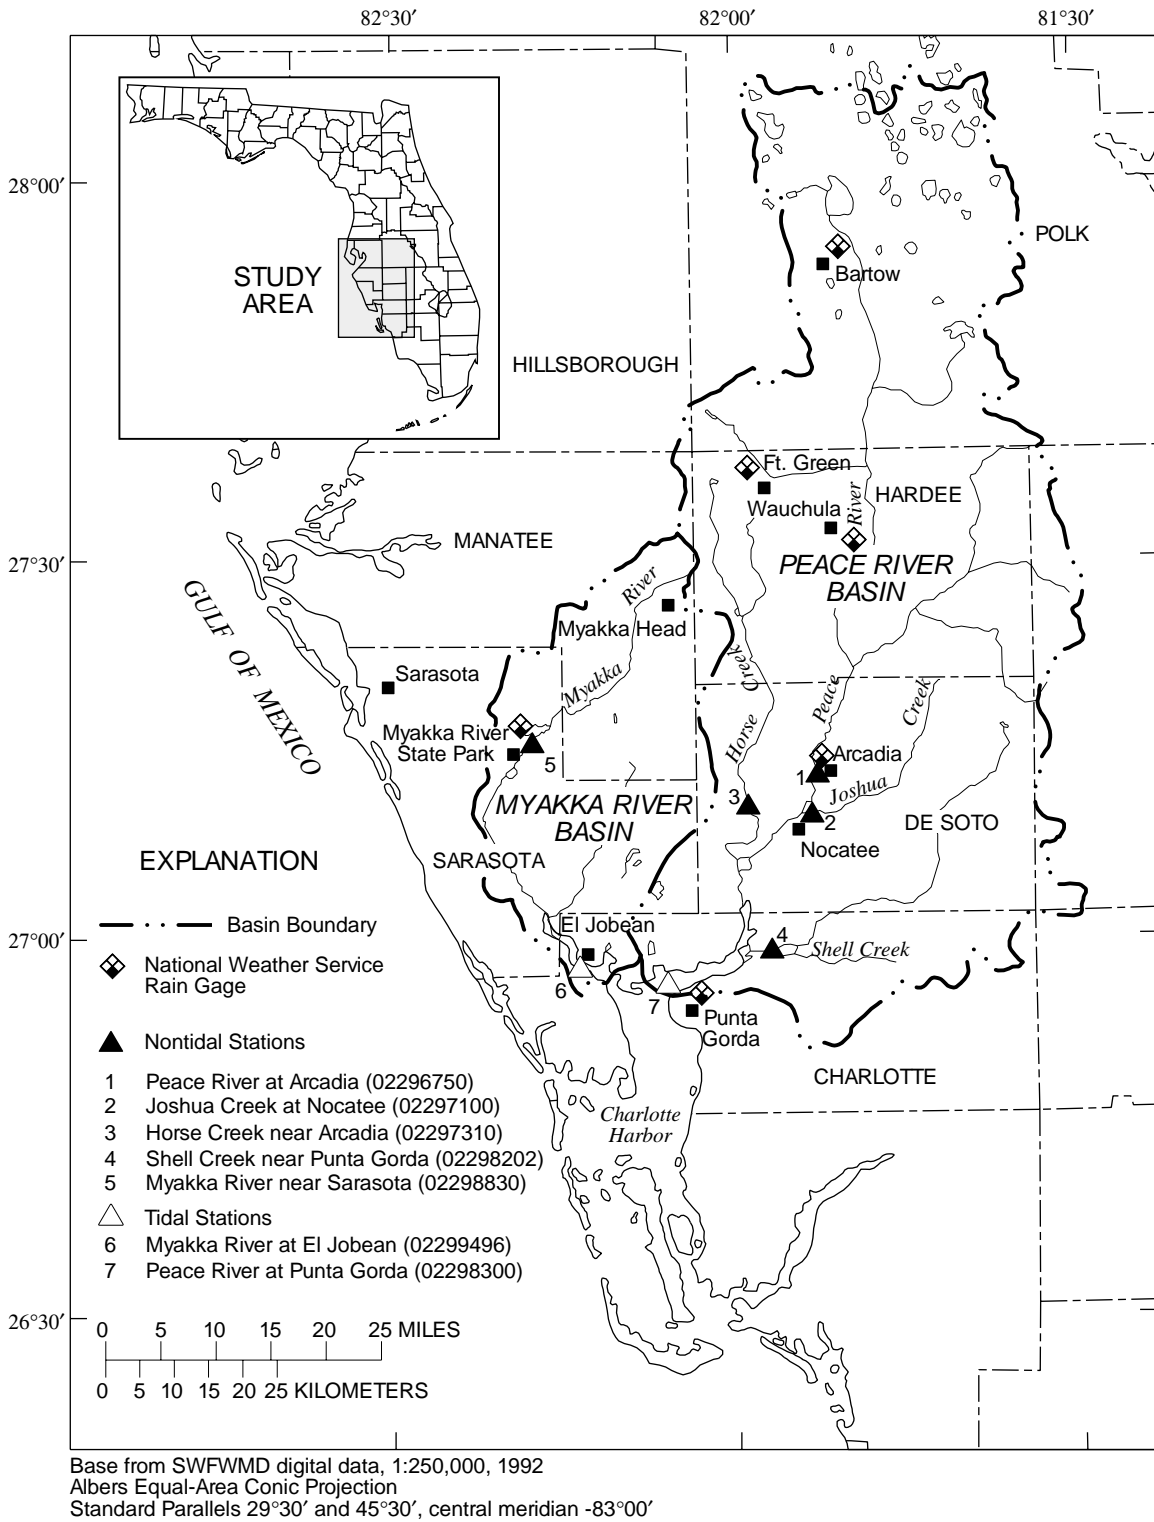 82°30′ 82°00′ 81°30′
28°00′
27°30′
27°00′
26°30′
STUDY
AREA
POLK
Bartow
HILLSBOROUGH
Ft. Green
Wauchula
River
HARDEE
MANATEE
PEACE RIVER
BASIN
River
Myakka Head
GULF OF MEXICO
Sarasota
Myakka
Creek
Horse
Peace
Creek
Myakka River
State Park
5
Arcadia
1
Joshua
3
2
MYAKKA RIVER
BASIN
DE SOTO
Nocatee
SARASOTA
El Jobean
4
Shell Creek
6
7
Punta
Gorda
CHARLOTTE
Charlotte
Harbor
EXPLANATION
Basin Boundary
National Weather Service
Rain Gage
Nontidal Stations
1 Peace River at Arcadia (02296750)
2 Joshua Creek at Nocatee (02297100)
3 Horse Creek near Arcadia (02297310)
4 Shell Creek near Punta Gorda (02298202)
5 Myakka River near Sarasota (02298830)
Tidal Stations
6 Myakka River at El Jobean (02299496)
7 Peace River at Punta Gorda (02298300)
0 5 10 15 20 25 MILES
0 5 10 15 20 25 KILOMETERS
Base from SWFWMD digital data, 1:250,000, 1992
Albers Equal-Area Conic Projection
Standard Parallels 29°30′ and 45°30′, central meridian -83°00′